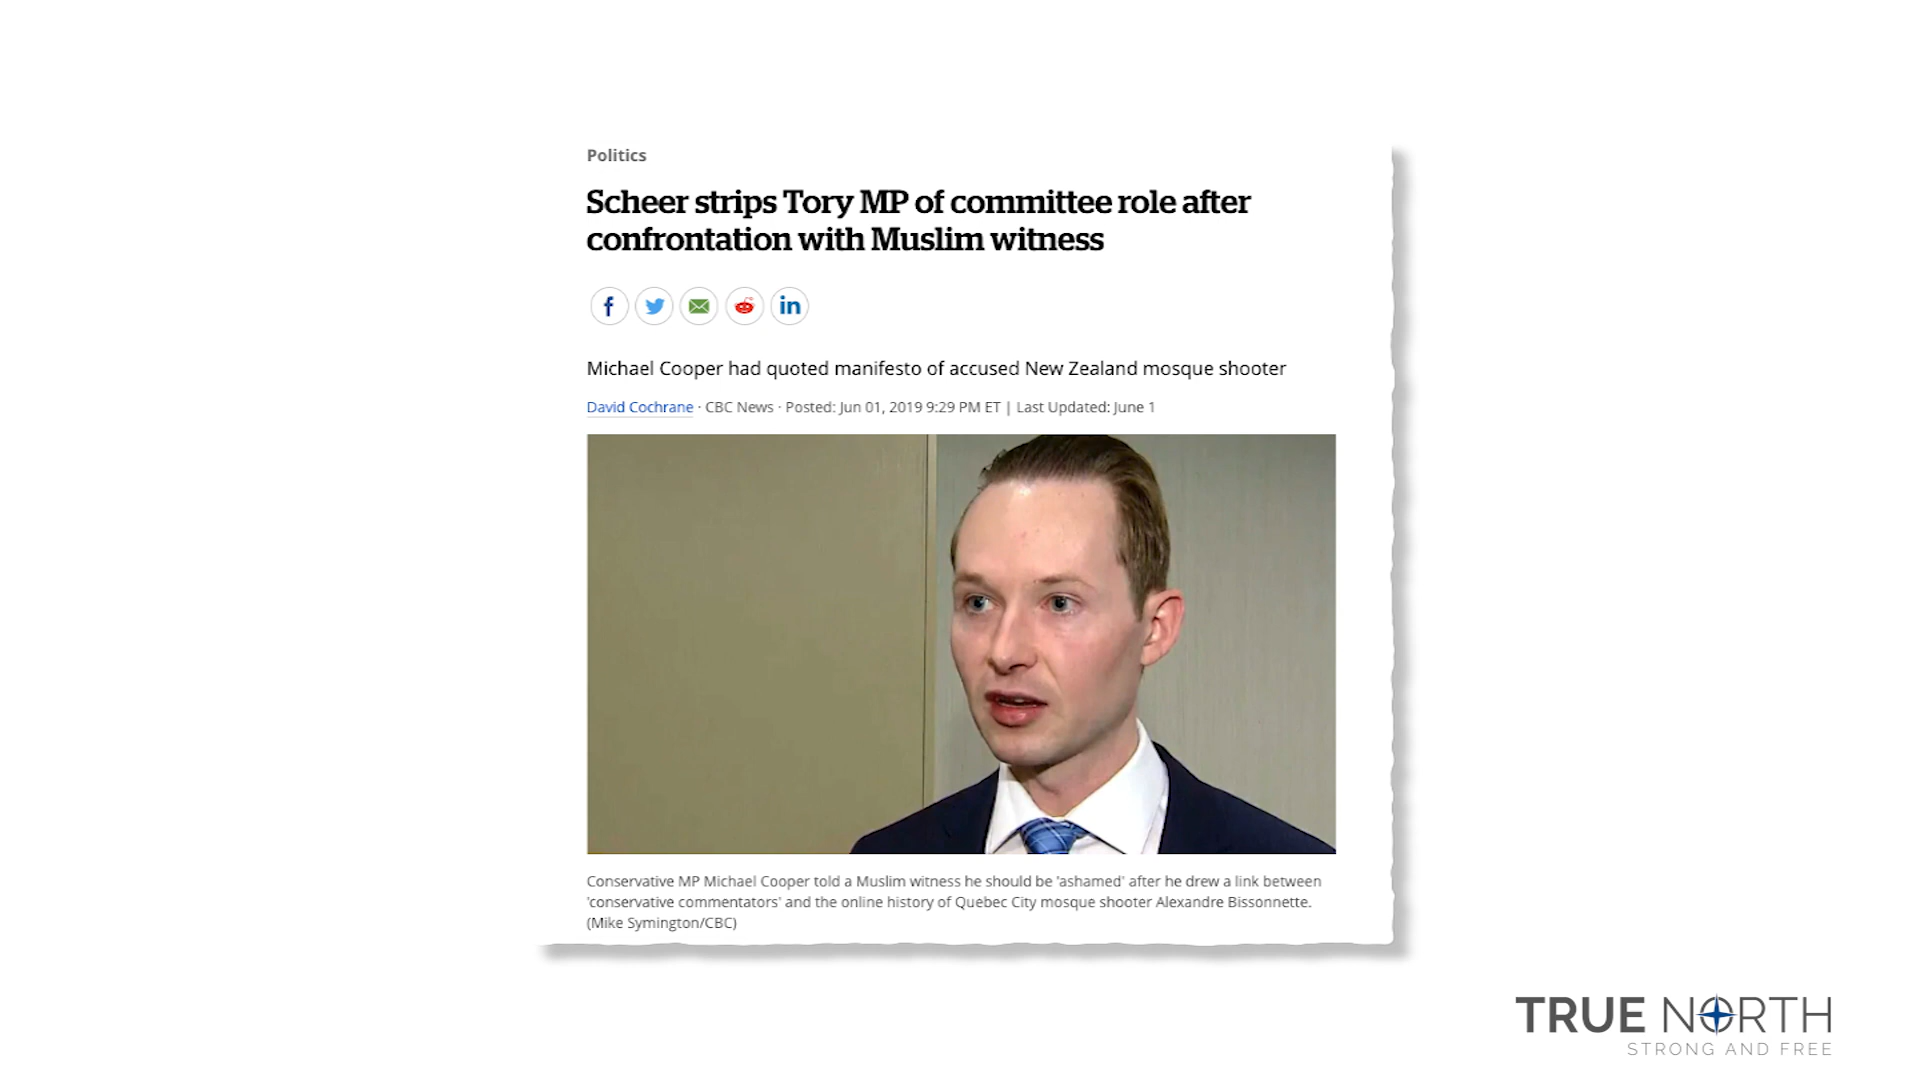 Politics
Scheer strips Tory MP of committee role after
confrontation with Muslim witness
Michael Cooper had quoted manifesto of accused New Zealand mosque shooter
David Cochrane · CBC News · Posted: Jun 01, 2019 9:29 PM ET | Last Updated: June 1
Conservative MP Michael Cooper told a Muslim witness he should be 'ashamed' after he drew a link between
'conservative commentators' and the online history of Quebec City mosque shooter Alexandre Bissonnette.
(Mike Symington/CBC)
TRUE NORTH
STRONG AND FREE